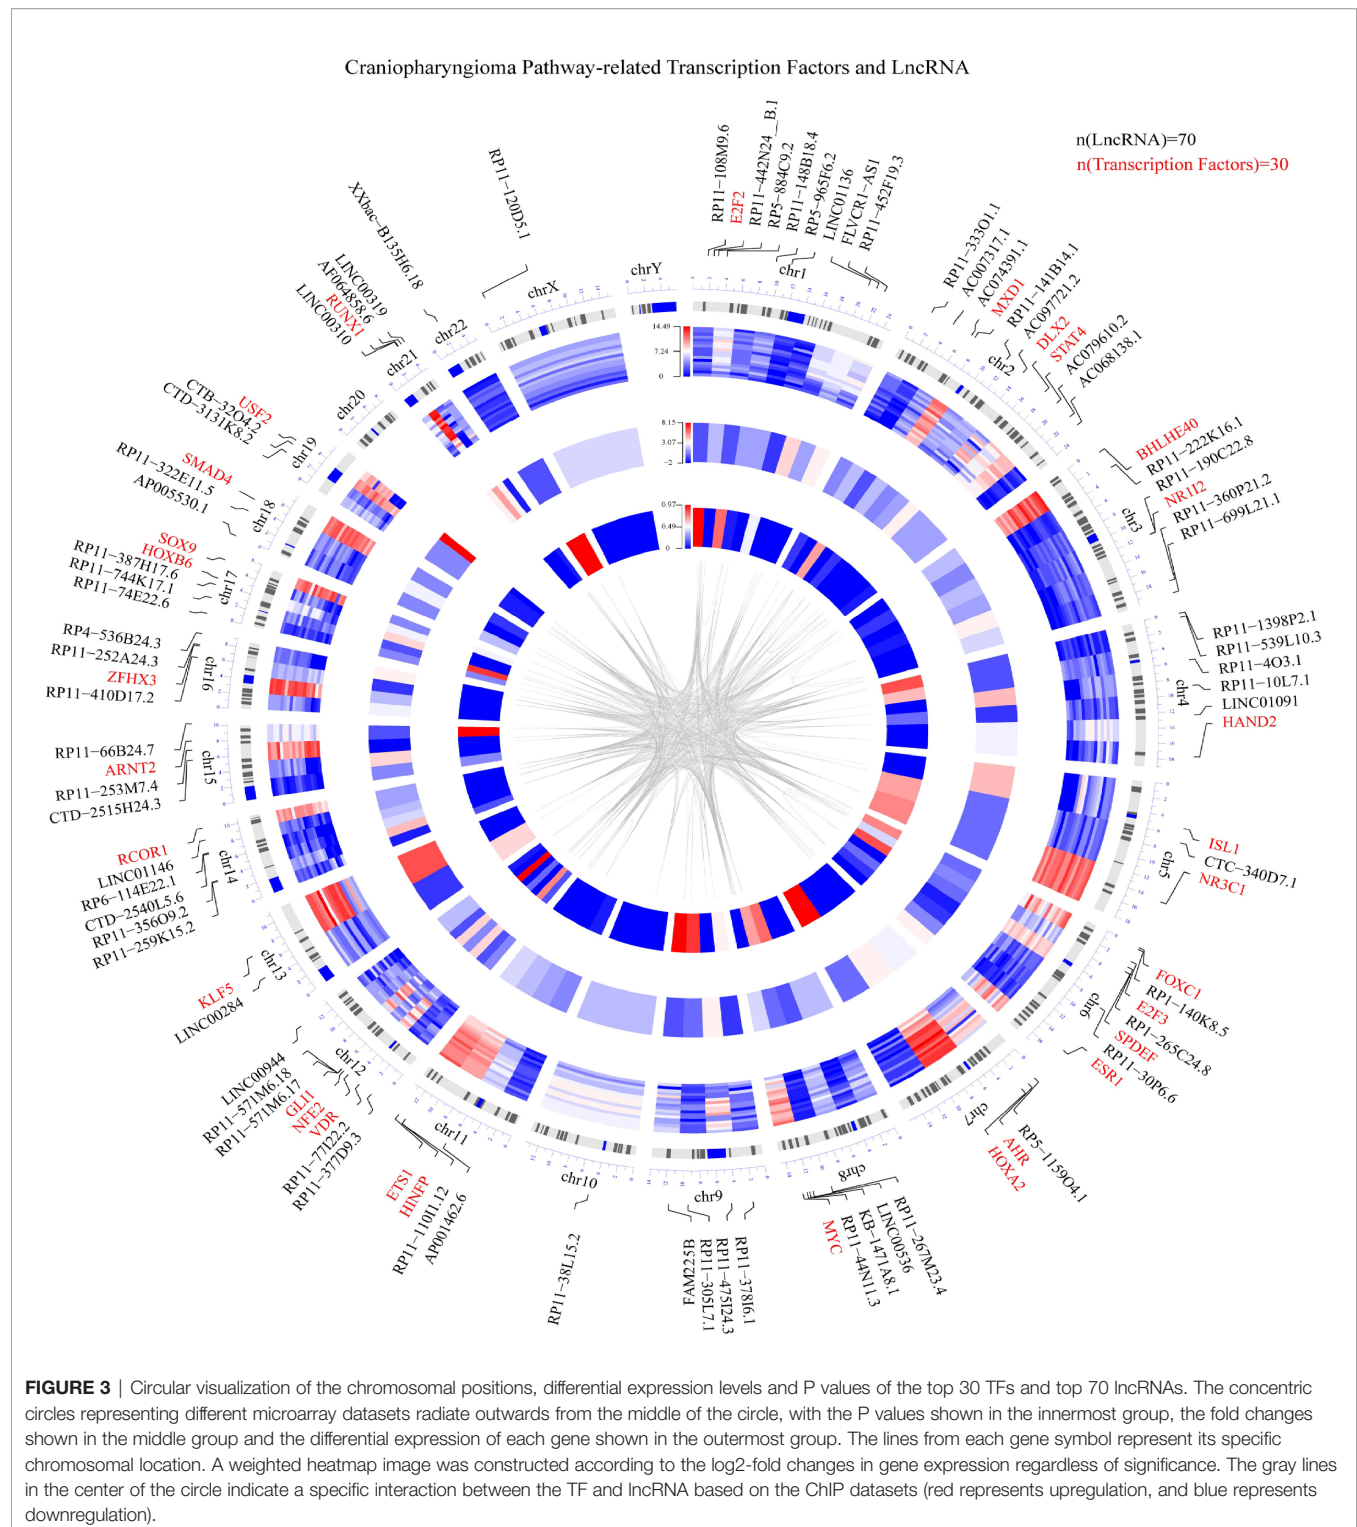 Craniopharyngioma Pathway-related Transcription Factors and LncRNA
n(LncRNA)=70
n(Transcription Factors)=30
RP11−108M9.6
E2F2
RP11−442N24__B.1
RP5−884C9.2
RP11−148B18.4
RP5−965F6.2
LINC01136
FLVCR1−AS1
RP11−452F19.3
chr1
RP11−333O1.1
AC007317.1
AC074391.1
MXD1
RP11−141B14.1
AC097721.2
DLX2
STAT4
AC079610.2
AC068138.1
chr2
BHLHE40
RP11−222K16.1
RP11−190C22.8
NR1I2
RP11−360P21.2
RP11−699L21.1
chr3
RP11−1398P2.1
RP11−539L10.3
RP11−4O3.1
RP11−10L7.1
LINC01091
HAND2
chr4
ISL1
CTC−340D7.1
NR3C1
chr5
FOXC1
RP1−140K8.5
E2F3
RP1−265C24.8
SPDEF
RP11−30P6.6
ESR1
chr6
RP5−1159O4.1
AHR
HOXA2
chr7
RP11−267M23.4
LINC00536
KB−1471A8.1
RP11−44N11.3
MYC
chr8
RP11−378I6.1
RP11−475I24.3
RP11−305L7.1
FAM225B
chr9
RP11−38L15.2
chr10
AP001462.6
RP11−110I1.12
HINFP
ETS1
chr11
RP11−377D9.3
RP11−77I22.2
VDR
NFE2
GLI1
RP11−571M6.17
RP11−571M6.18
LINC00944
chr12
LINC00284
KLF5
chr13
RP11−259K15.2
RP11−356O9.2
CTD−2540L5.6
RP6−114E22.1
LINC01146
RCOR1
chr14
CTD−2515H24.3
RP11−253M7.4
ARNT2
RP11−66B24.7
chr15
RP11−410D17.2
ZFHX3
RP11−252A24.3
RP4−536B24.3
chr16
RP11−74E22.6
RP11−744K17.1
RP11−387H17.6
HOXB6
SOX9
chr17
AP005530.1
RP11−322E11.5
SMAD4
chr18
CTD−3131K8.2
CTB−32O4.2
USF2
chr19
chr20
LINC00310
RUNX1
AF064858.6
LINC00319
chr21
XXbac−B135H6.18
chr22
RP11−120D5.1
chrX
chrY
14.49
7.24
0
8.15
3.07
−2
0.97
0.49
0
FIGURE 3 | Circular visualization of the chromosomal positions, differential expression levels and P values of the top 30 TFs and top 70 lncRNAs. The concentric
circles representing different microarray datasets radiate outwards from the middle of the circle, with the P values shown in the innermost group, the fold changes
shown in the middle group and the differential expression of each gene shown in the outermost group. The lines from each gene symbol represent its specific
chromosomal location. A weighted heatmap image was constructed according to the log2-fold changes in gene expression regardless of significance. The gray lines
in the center of the circle indicate a specific interaction between the TF and lncRNA based on the ChIP datasets (red represents upregulation, and blue represents
downregulation).